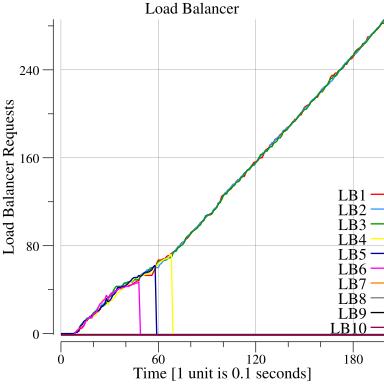 Load Balancer
Load Balancer Requests
240
160
80
0
LB1
LB2
LB3
LB4
LB5
LB6
LB7
LB8
LB9
LB10
0 60 120 180
Time [1 unit is 0.1 seconds]